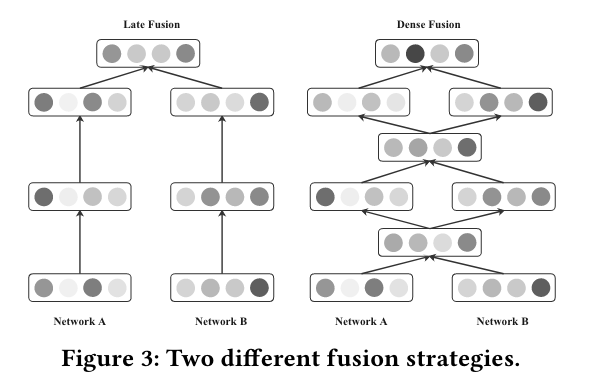 Late Fusion
Dense Fusion
Network A
Network B
Network A
Network B
Figure 3: Two different fusion strategies.